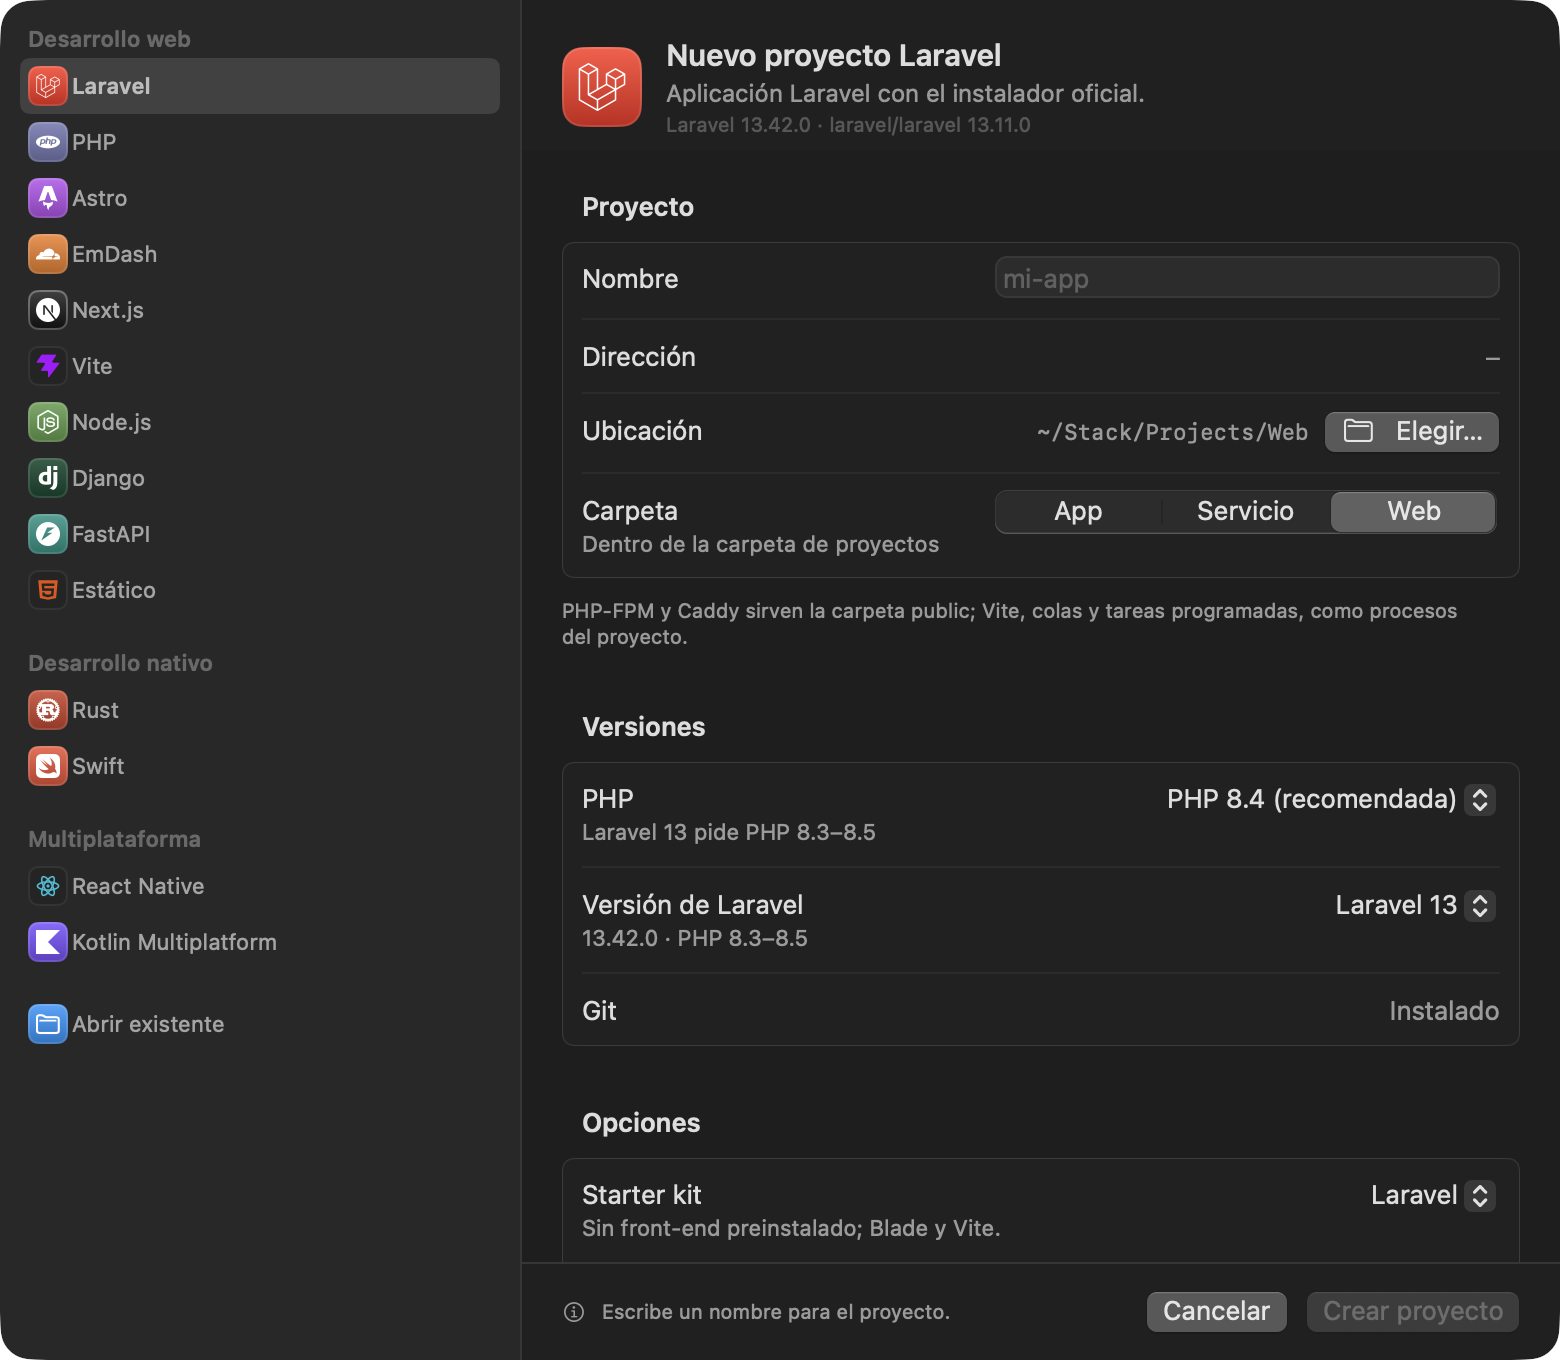 Desarrollo web
Laravel
PHP
Astro
EmDash
Next.js
Vite
Node.js
Django
FastAPI
Estático
Desarrollo nativo
Rust
Swift
Multiplataforma
React Native
Kotlin Multiplatform
Abrir existente
Nuevo proyecto Laravel
Aplicación Laravel con el instalador oficial.
Laravel 13.42.0 · laravel/laravel 13.11.0
Proyecto
Nombre
mi-app
Dirección
–
Ubicación
~/Stack/Projects/Web
Elegir...
Carpeta
Dentro de la carpeta de proyectos
App
Servicio
Web
PHP-FPM y Caddy sirven la carpeta public; Vite, colas y tareas programadas, como procesos
del proyecto.
Versiones
PHP
PHP 8.4 (recomendada)
Laravel 13 pide PHP 8.3–8.5
Versión de Laravel
Laravel 13
13.42.0 · PHP 8.3–8.5
Git
Instalado
Opciones
Starter kit
Laravel
Sin front-end preinstalado; Blade y Vite.
Escribe un nombre para el proyecto.
Cancelar
Crear proyecto